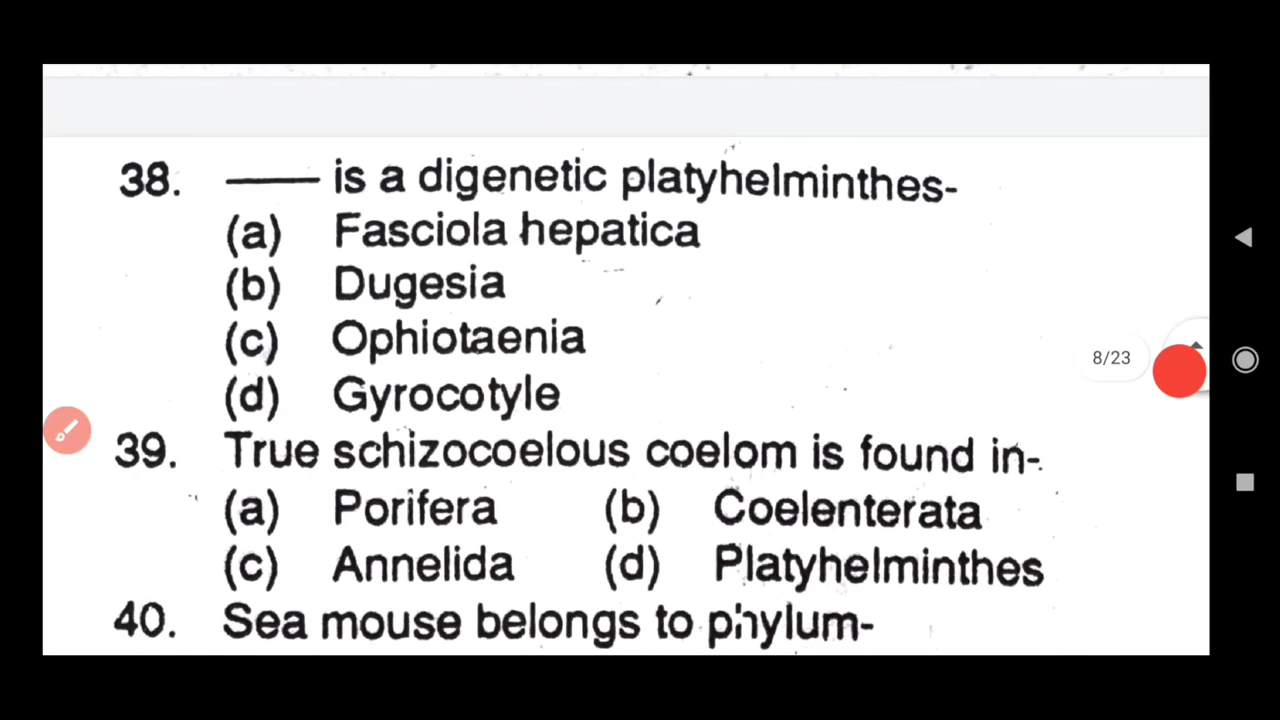 38. —— is a digenetic platyhelminthes-
(a) Fasciola hepatica
(b) Dugesia
(c) Ophiotaenia
8/23
(d) Gyrocotyle
39. True schizocoelous coelom is found in-
(a) Porifera (b) Coelenterata
(c) Annelida (d) Platyhelminthes
40. Sea mouse belongs to phylum-